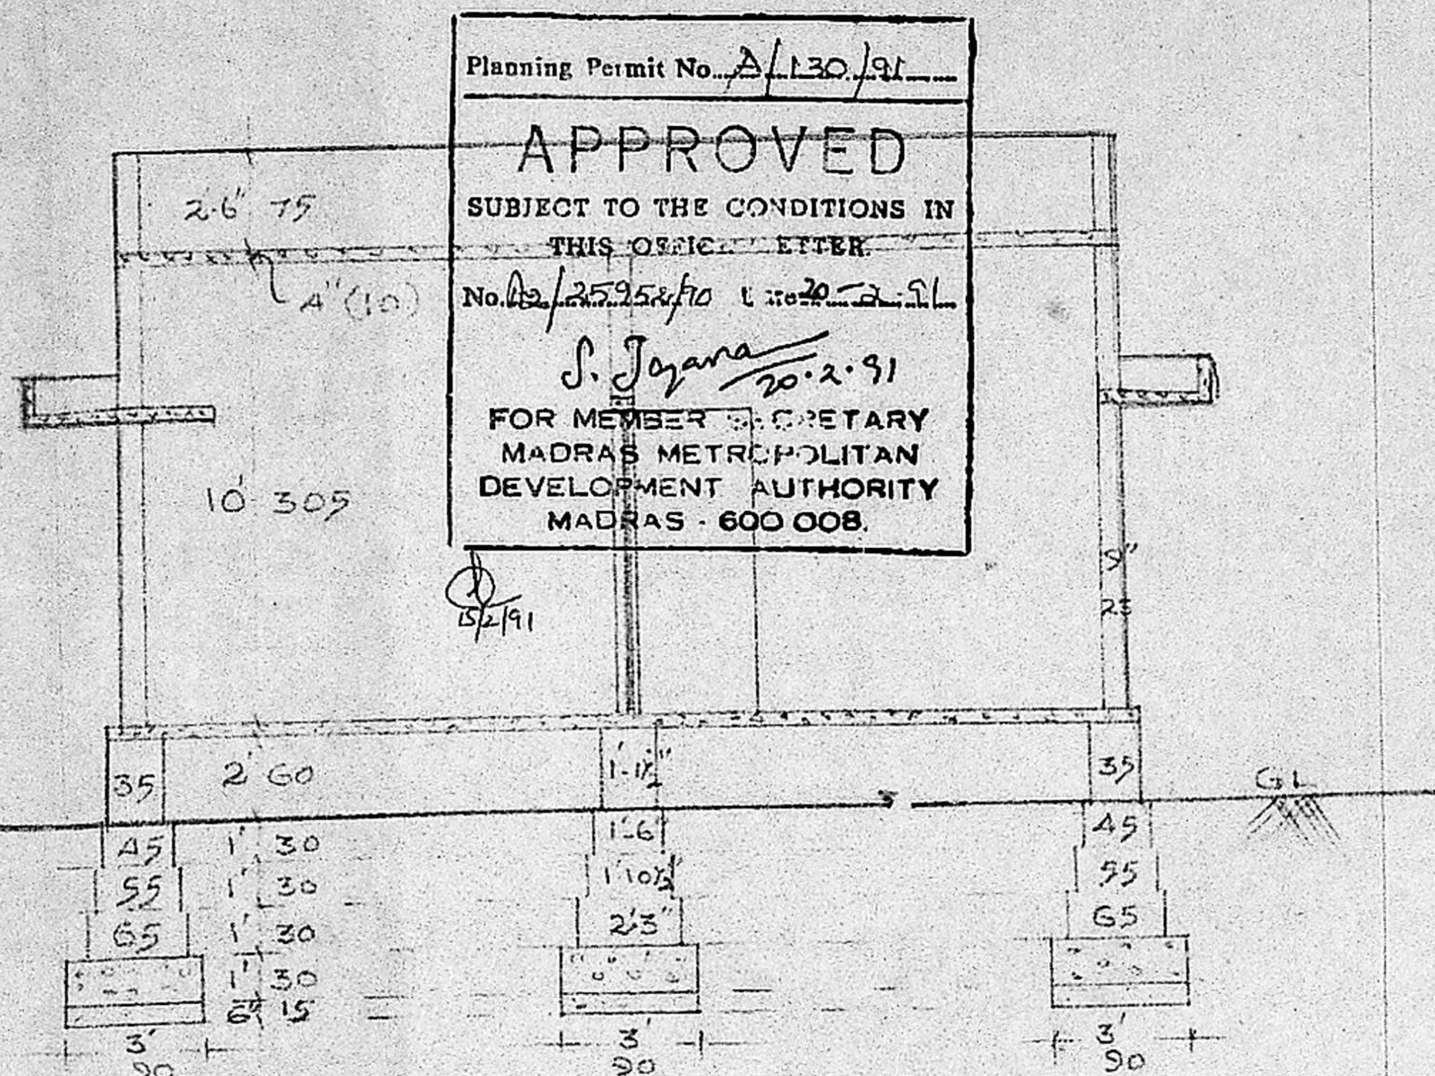 Planning Permit No. A/130/91
APPROVED
SUBJECT TO THE CONDITIONS IN
THIS OFFICE LETTER
2'·6" 75
4" (10)
20-2-91
S.
20.2.91
FOR MEMBER SECRETARY
MADRAS METROPOLITAN
DEVELOPMENT AUTHORITY
MADRAS - 600 008.
10' 305
15/2/91
9"
23
35 2' 60 1'-1½" 35
GL
45 1' 30 1'-6" 45
55 1' 30 1'10½" 55
65 1' 30 2'3" 65
1' 30
6" 15
3' 3' 3'
90 90 90